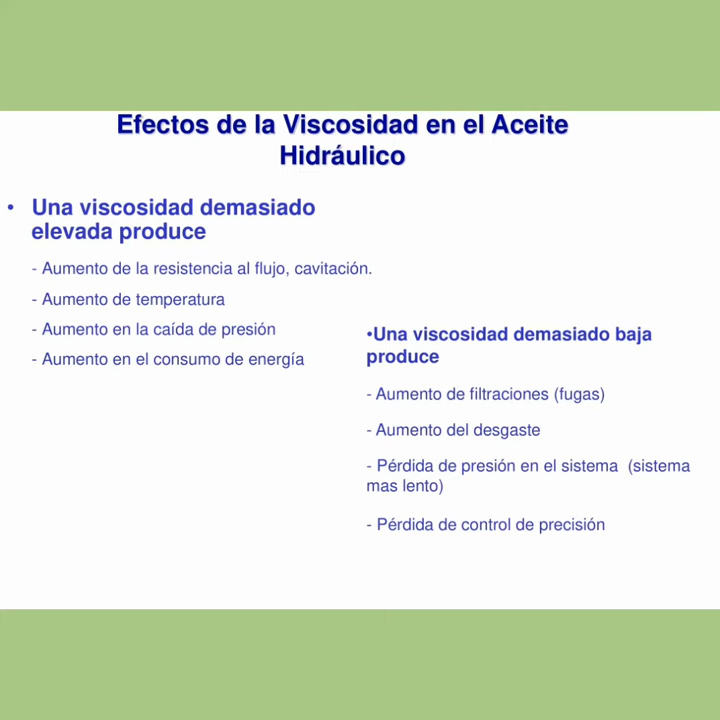 Efectos de la Viscosidad en el Aceite
Hidráulico
• Una viscosidad demasiado
elevada produce
- Aumento de la resistencia al flujo, cavitación.
- Aumento de temperatura
- Aumento en la caída de presión
- Aumento en el consumo de energía
•Una viscosidad demasiado baja
produce
- Aumento de filtraciones (fugas)
- Aumento del desgaste
- Pérdida de presión en el sistema (sistema
mas lento)
- Pérdida de control de precisión